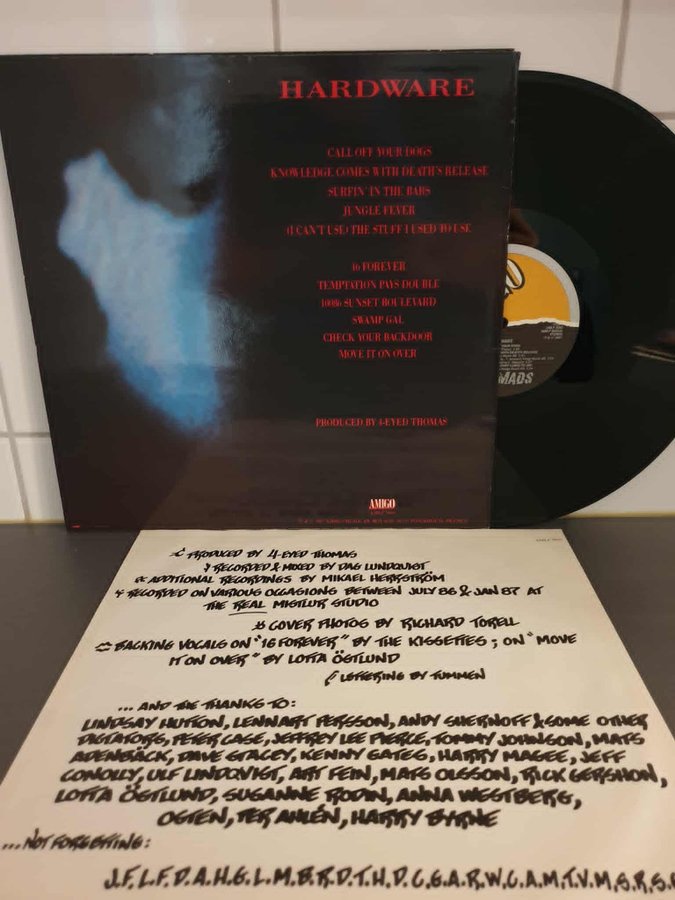 HARDWARE
CALL OFF YOUR DOGS
KNOWLEDGE COMES WITH DEATH'S RELEASE
SURFIN' IN THE BARS
JUNGLE FEVER
(I CAN'T USE) THE STUFF I USED TO USE
16 FOREVER
TEMPTATION PAYS DOUBLE
10086 SUNSET BOULEVARD
SWAMP GAL
CHECK YOUR BACKDOOR
MOVE IT ON OVER
PRODUCED BY 4-EYED THOMAS
AMIGO
MADS
PRODUCED BY 4-EYED THOMAS
RECORDED & MIXED BY DAG LUNDQUIST
ADDITIONAL RECORDINGS BY MIKAEL HERRSTRÖM
RECORDED ON VARIOUS OCCASIONS BETWEEN JULY 86 & JAN 87 AT
THE REAL MISTLUR STUDIO
COVER PHOTOS BY RICHARD TORELL
BACKING VOCALS ON "16 FOREVER" BY THE KISSETTES; ON "MOVE
IT ON OVER" BY LOTTA ÖSTLUND
LETTERING BY TUMMEN
...AND THE THANKS TO:
LINDSAY HUTTON, LENNART PERSSON, ANDY SHERNOFF & SOME OTHER
DICTATORS, PETER CASE, JEFFREY LEE PIERCE, TOMMY JOHNSON, MATS
ADENBÄCK, DAVE STACEY, KENNY GATES, HARRY MAGEE, JEFF
CONOLLY, ULF LINDQVIST, ART FEIN, MATS OLSSON, RICK GERSHON,
LOTTA ÖSTLUND, SUSANNE RODIN, ANNA WESTBERG,
OSTEN, PER AHLÉN, HARRY BYRNE
...NOT FORGETTING:
J.F.L.F.D.A.H.G.L.M.B.R.D.T.H.D.C.G.A.R.W.C.A.M.T.V.M.S.R.S.